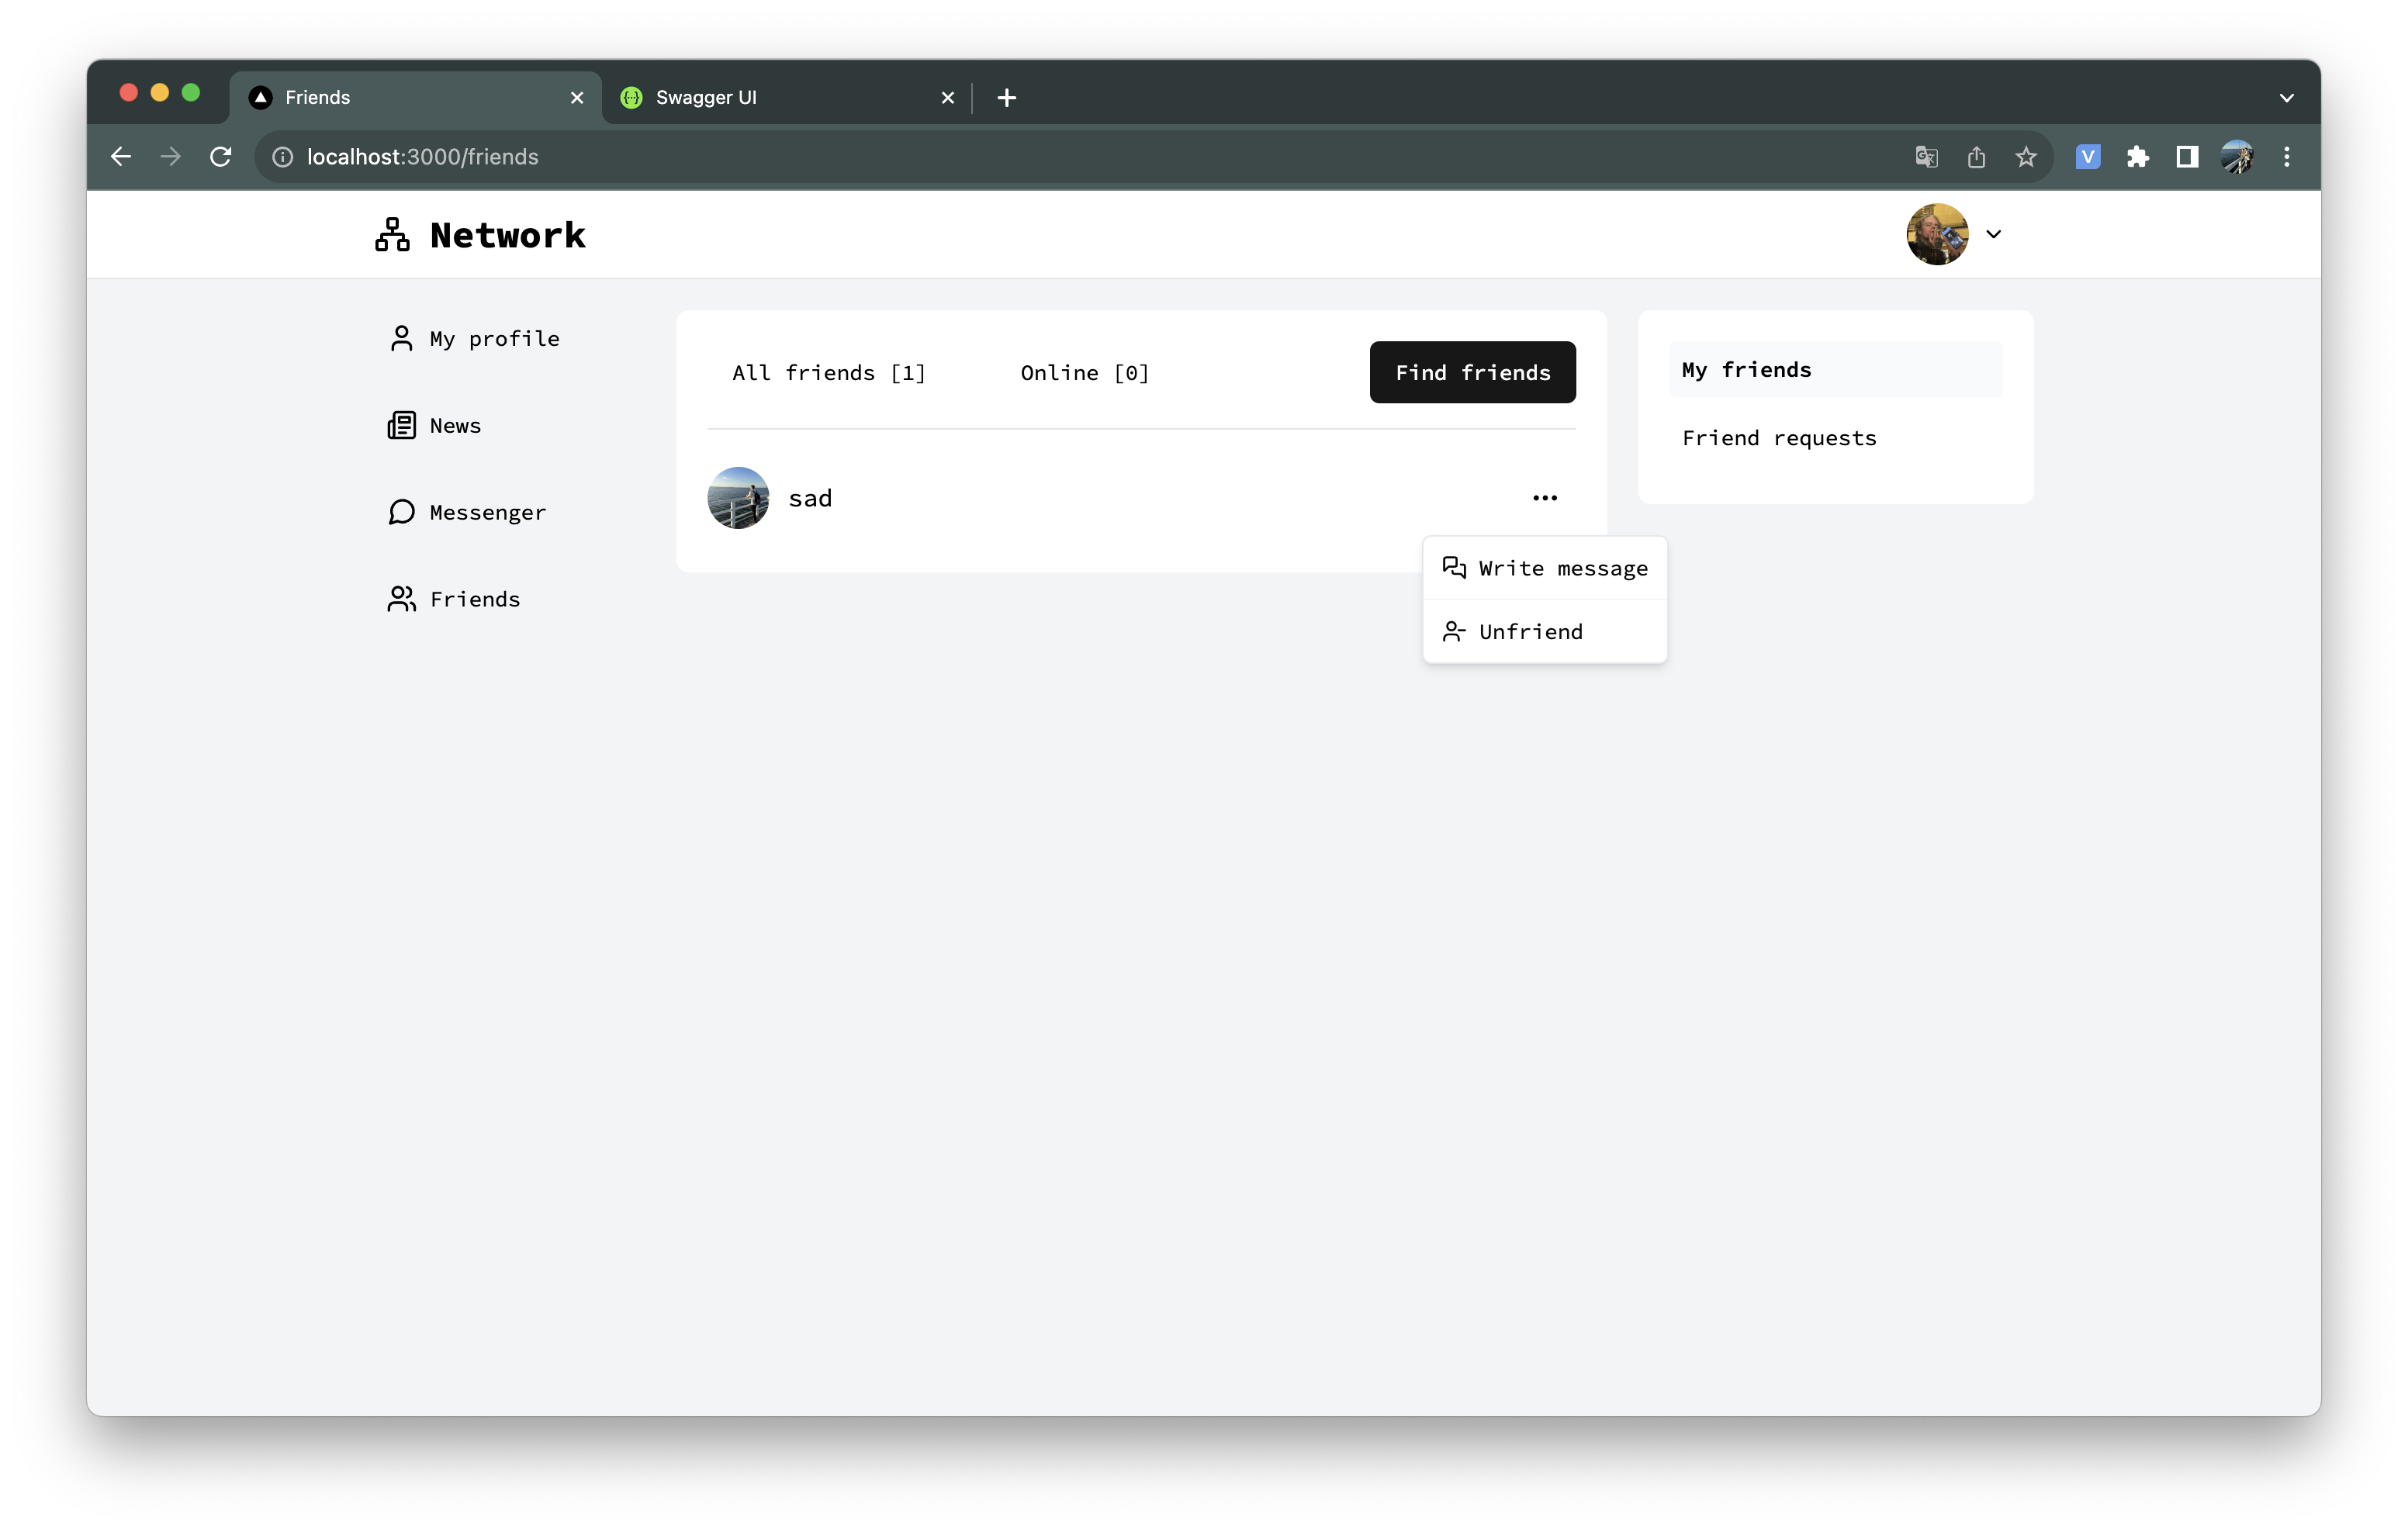 Friends
Swagger UI
localhost:3000/friends
V
Network
My profile
News
Messenger
Friends
All friends [1]
Online [0]
Find friends
sad
Write message
Unfriend
My friends
Friend requests